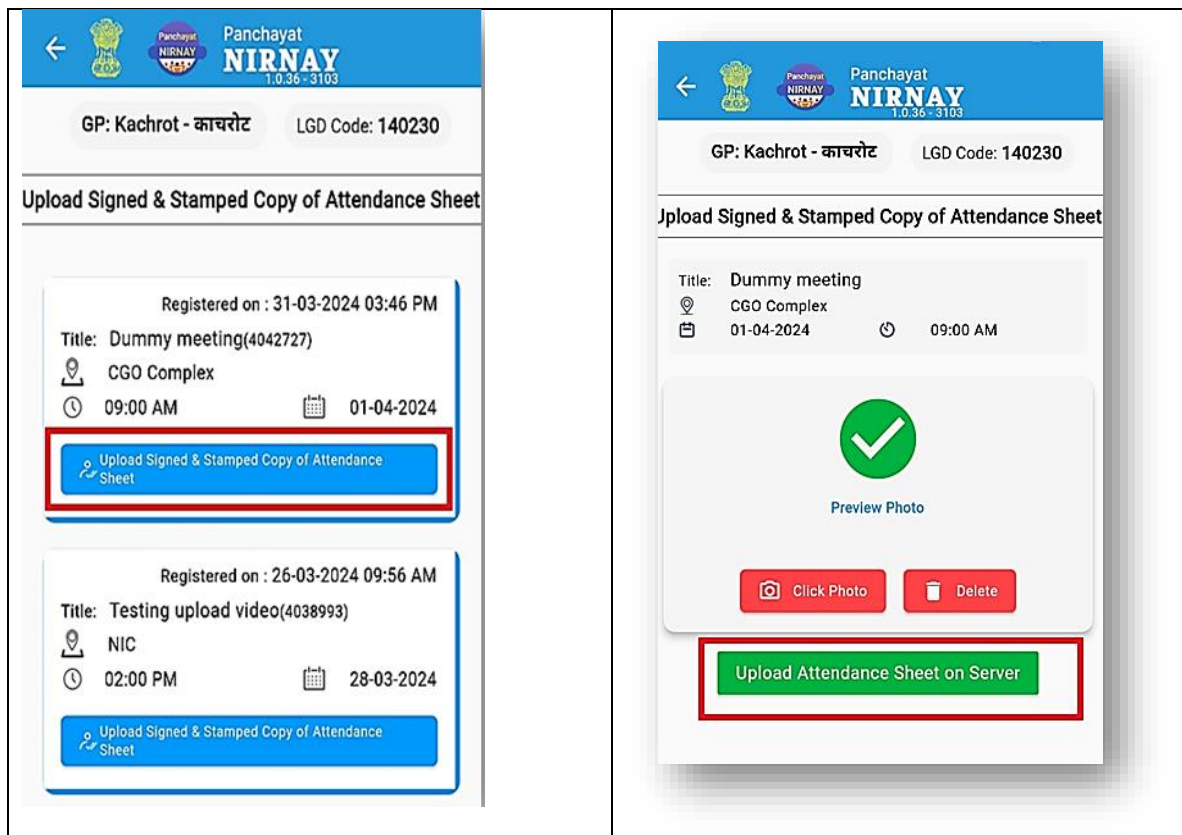 Panchayat
NIRNAY
Panchayat
NIRNAY
1.0.36 - 3103
GP: Kachrot - काचरोट LGD Code: 140230
Upload Signed & Stamped Copy of Attendance Sheet
Registered on : 31-03-2024 03:46 PM
Title: Dummy meeting(4042727)
CGO Complex
09:00 AM 01-04-2024
Upload Signed & Stamped Copy of Attendance
Sheet
Registered on : 26-03-2024 09:56 AM
Title: Testing upload video(4038993)
NIC
02:00 PM 28-03-2024
Upload Signed & Stamped Copy of Attendance
Sheet
Panchayat
NIRNAY
Panchayat
NIRNAY
1.0.36 - 3103
GP: Kachrot - काचरोट LGD Code: 140230
Upload Signed & Stamped Copy of Attendance Sheet
Title: Dummy meeting
CGO Complex
01-04-2024 09:00 AM
Preview Photo
Click Photo Delete
Upload Attendance Sheet on Server